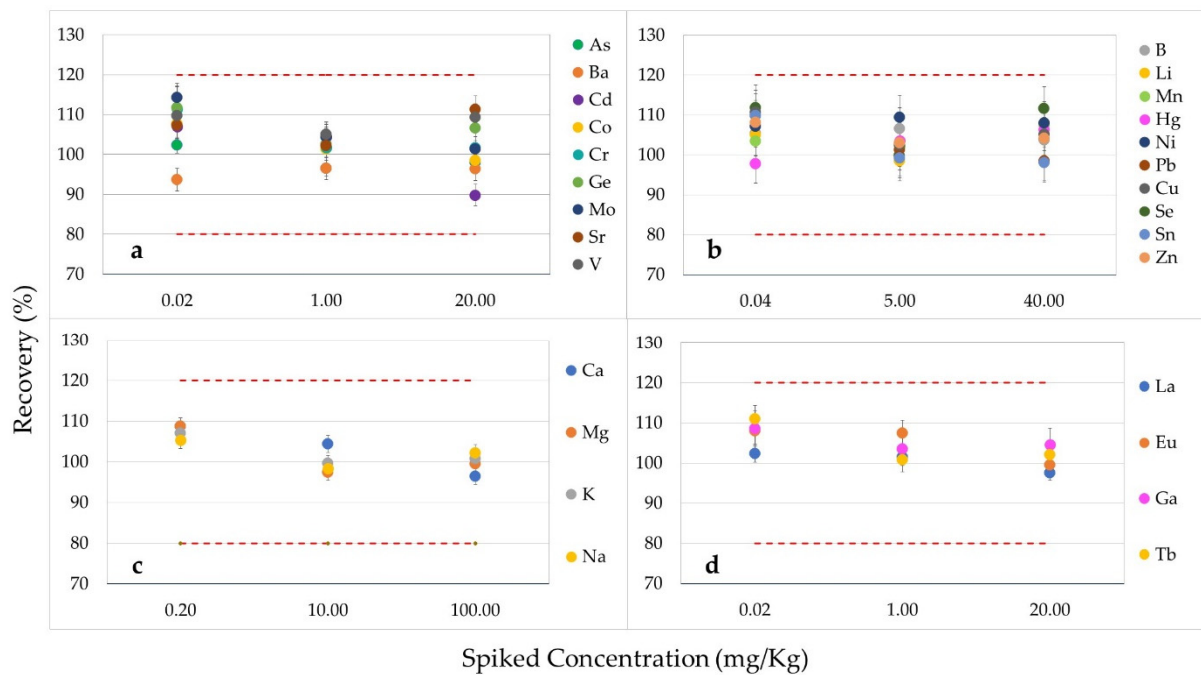 130
120
110
100
90
80
70
a
0.02 1.00 20.00
As
Ba
Cd
Co
Cr
Ge
Mo
Sr
V
130
120
110
100
90
80
70
b
0.04 5.00 40.00
B
Li
Mn
Hg
Ni
Pb
Cu
Se
Sn
Zn
Recovery (%)
130
120
110
100
90
80
70
c
0.20 10.00 100.00
Ca
Mg
K
Na
130
120
110
100
90
80
70
d
0.02 1.00 20.00
La
Eu
Ga
Tb
Spiked Concentration (mg/Kg)